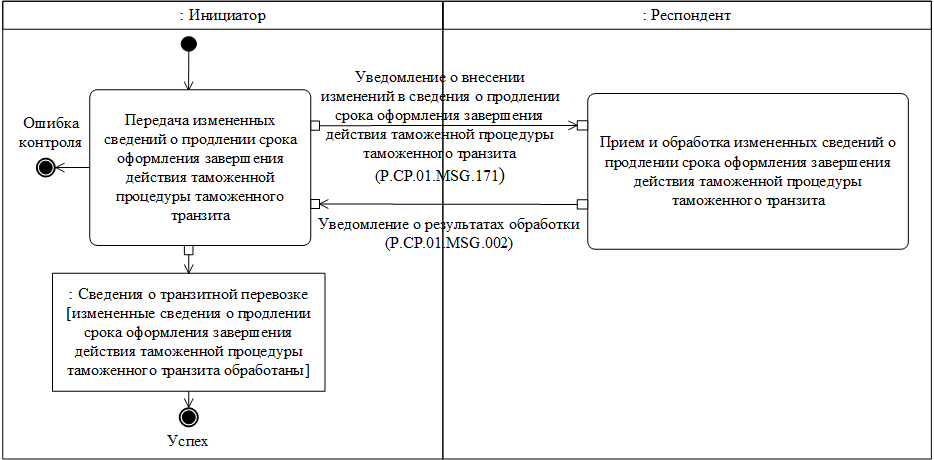 : Инициатор
: Респондент
Уведомление о внесении
изменений в сведения о продлении
срока оформления завершения
действия таможенной процедуры
таможенного транзита
(P.CP.01.MSG.171)
Ошибка
контроля
Передача измененных
сведений о продлении срока
оформления завершения
действия таможенной
процедуры таможенного
транзита
Прием и обработка измененных сведений о
продлении срока оформления завершения
действия таможенной процедуры
таможенного транзита
Уведомление о результатах обработки
(P.CP.01.MSG.002)
: Сведения о транзитной перевозке
[измененные сведения о продлении
срока оформления завершения
действия таможенной процедуры
таможенного транзита обработаны]
Успех